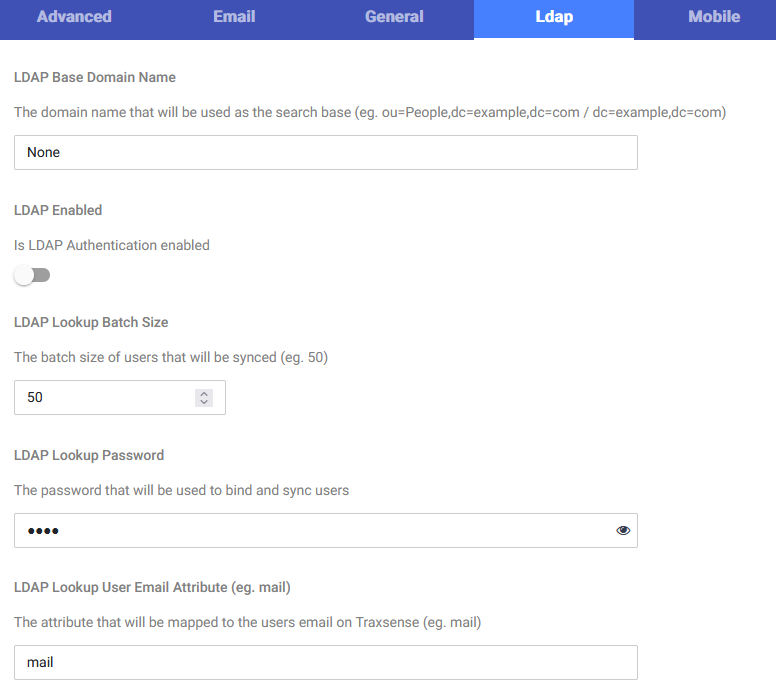 Advanced Email General Ldap Mobile
LDAP Base Domain Name
The domain name that will be used as the search base (eg. ou=People,dc=example,dc=com / dc=example,dc=com)
None
LDAP Enabled
Is LDAP Authentication enabled
LDAP Lookup Batch Size
The batch size of users that will be synced (eg. 50)
50
LDAP Lookup Password
The password that will be used to bind and sync users
••••
LDAP Lookup User Email Attribute (eg. mail)
The attribute that will be mapped to the users email on Traxsense (eg. mail)
mail